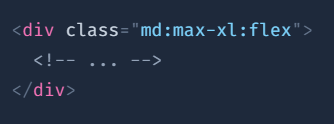 <div class="md:max-xl:flex">
  <!-- ... -->
</div>